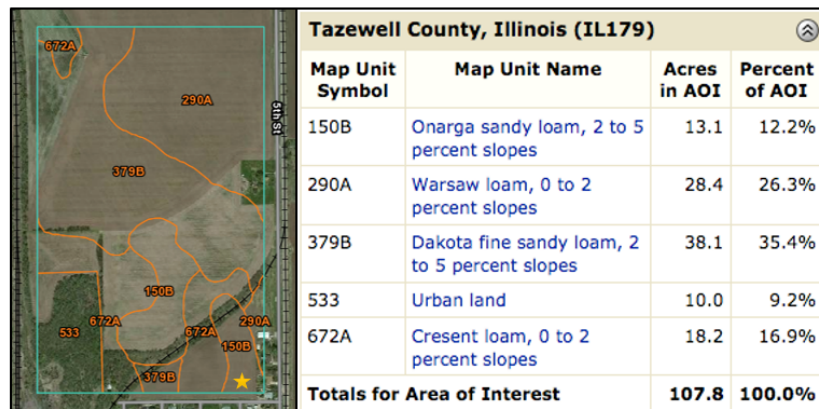 672A
290A
5th St
379B
150B
672A
533
672A
290A
150B
379B
Tazewell County, Illinois (IL179)
Map Unit Symbol Map Unit Name Acres in AOI Percent of AOI
150B Onarga sandy loam, 2 to 5 percent slopes 13.1 12.2%
290A Warsaw loam, 0 to 2 percent slopes 28.4 26.3%
379B Dakota fine sandy loam, 2 to 5 percent slopes 38.1 35.4%
533 Urban land 10.0 9.2%
672A Cresent loam, 0 to 2 percent slopes 18.2 16.9%
Totals for Area of Interest 107.8 100.0%